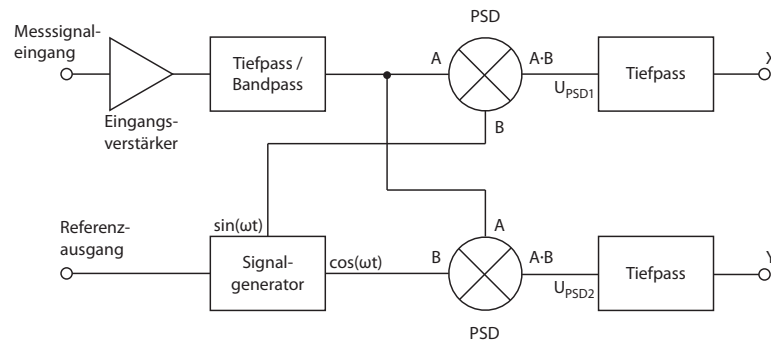 PSD
Messsignal-
eingang
Tiefpass /
Bandpass
A
A·B
Tiefpass
X
U_PSD1
B
Eingangs-
verstärker
Referenz-
ausgang
sin(ωt)
A
Signal-
generator
cos(ωt)
B
A·B
Tiefpass
Y
U_PSD2
PSD